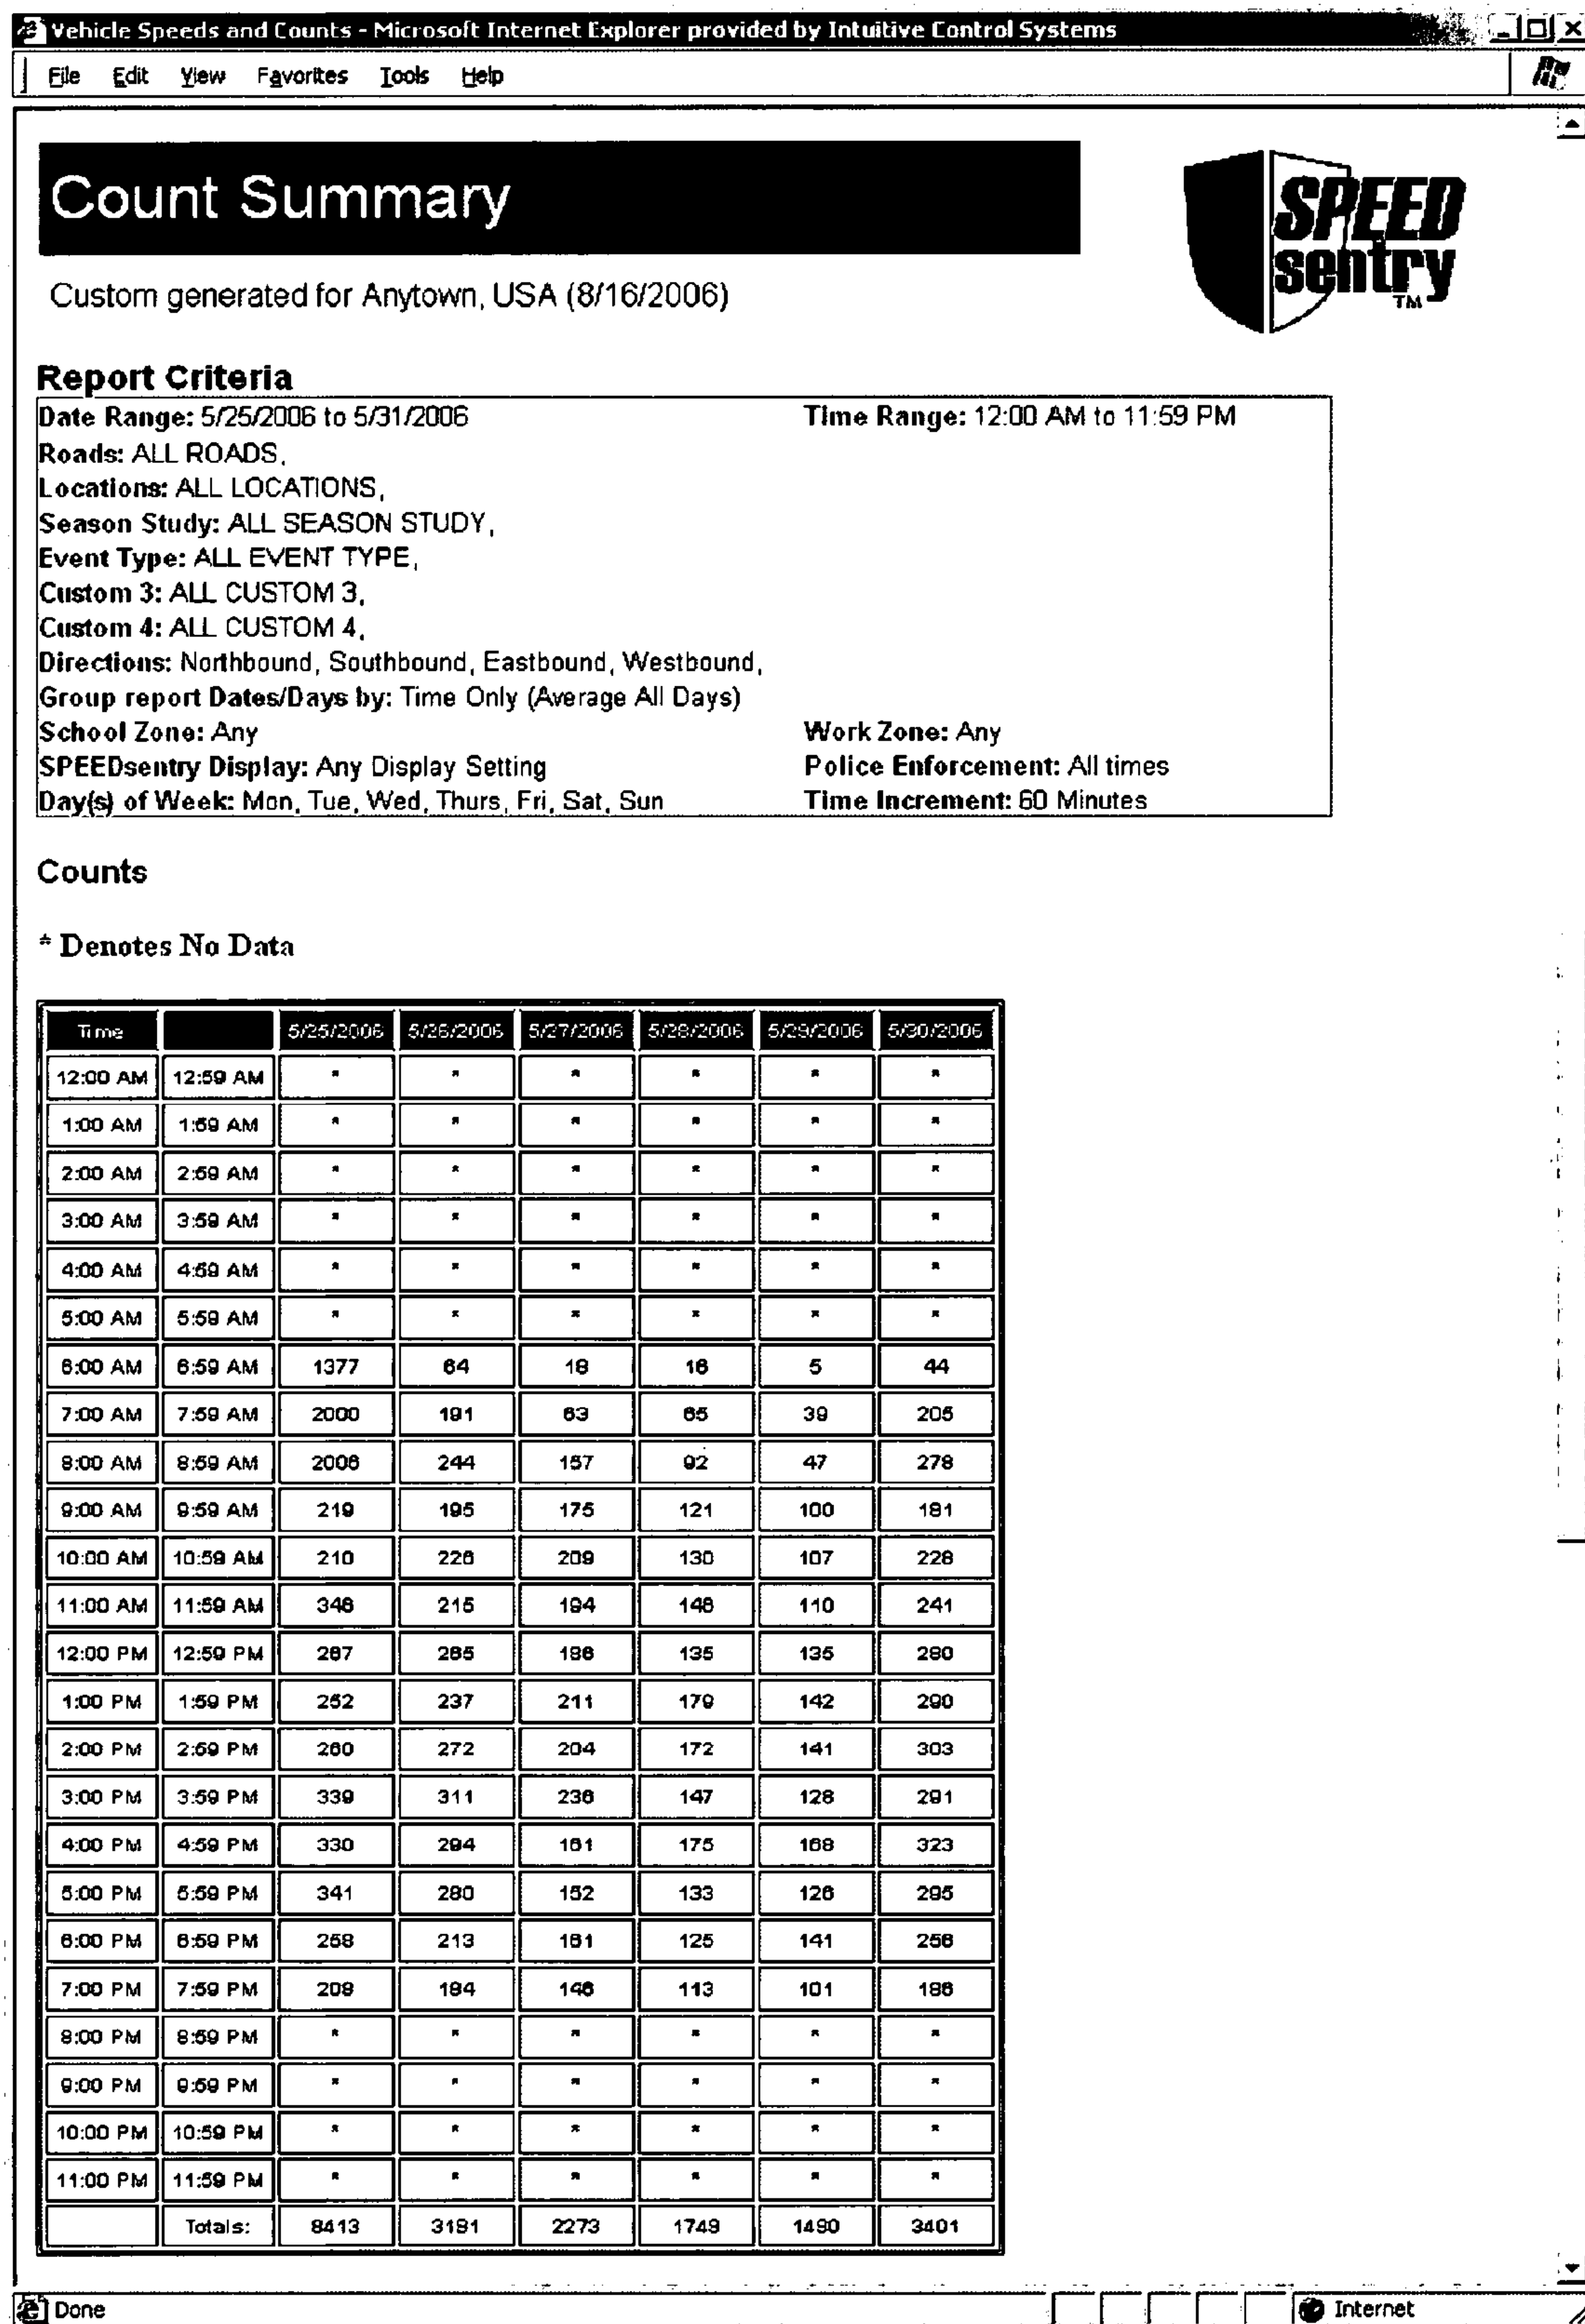 Vehicle Speeds and Counts - Microsoft Internet Explorer provided by Intuitive Control Systems
File Edit View Favorites Tools Help
Count Summary
SPEED
sentry
TM
Custom generated for Anytown, USA (8/16/2006)
Report Criteria
Date Range: 5/25/2006 to 5/31/2006 Time Range: 12:00 AM to 11:59 PM
Roads: ALL ROADS,
Locations: ALL LOCATIONS,
Season Study: ALL SEASON STUDY,
Event Type: ALL EVENT TYPE,
Custom 3: ALL CUSTOM 3,
Custom 4: ALL CUSTOM 4,
Directions: Northbound, Southbound, Eastbound, Westbound,
Group report Dates/Days by: Time Only (Average All Days)
School Zone: Any Work Zone: Any
SPEEDsentry Display: Any Display Setting Police Enforcement: All times
Day(s) of Week: Mon, Tue, Wed, Thurs, Fri, Sat, Sun Time Increment: 60 Minutes
Counts
* Denotes No Data
Time 5/25/2006 5/26/2006 5/27/2006 5/28/2006 5/29/2006 5/30/2006
12:00 AM 12:59 AM * * * * * *
1:00 AM 1:59 AM * * * * * *
2:00 AM 2:59 AM * * * * * *
3:00 AM 3:59 AM * * * * * *
4:00 AM 4:59 AM * * * * * *
5:00 AM 5:59 AM * * * * * *
6:00 AM 6:59 AM 1377 64 18 16 5 44
7:00 AM 7:59 AM 2000 191 63 65 39 205
8:00 AM 8:59 AM 2006 244 157 92 47 278
9:00 AM 9:59 AM 219 195 175 121 100 181
10:00 AM 10:59 AM 210 226 209 130 107 228
11:00 AM 11:59 AM 346 215 194 146 110 241
12:00 PM 12:59 PM 267 265 186 135 135 280
1:00 PM 1:59 PM 252 237 211 179 142 290
2:00 PM 2:59 PM 260 272 204 172 141 303
3:00 PM 3:59 PM 339 311 236 147 128 291
4:00 PM 4:59 PM 330 294 161 175 168 323
5:00 PM 5:59 PM 341 280 152 133 126 295
6:00 PM 6:59 PM 258 213 161 125 141 256
7:00 PM 7:59 PM 208 184 146 113 101 186
8:00 PM 8:59 PM * * * * * *
9:00 PM 9:59 PM * * * * * *
10:00 PM 10:59 PM * * * * * *
11:00 PM 11:59 PM * * * * * *
Totals: 8413 3191 2273 1749 1490 3401
Done Internet